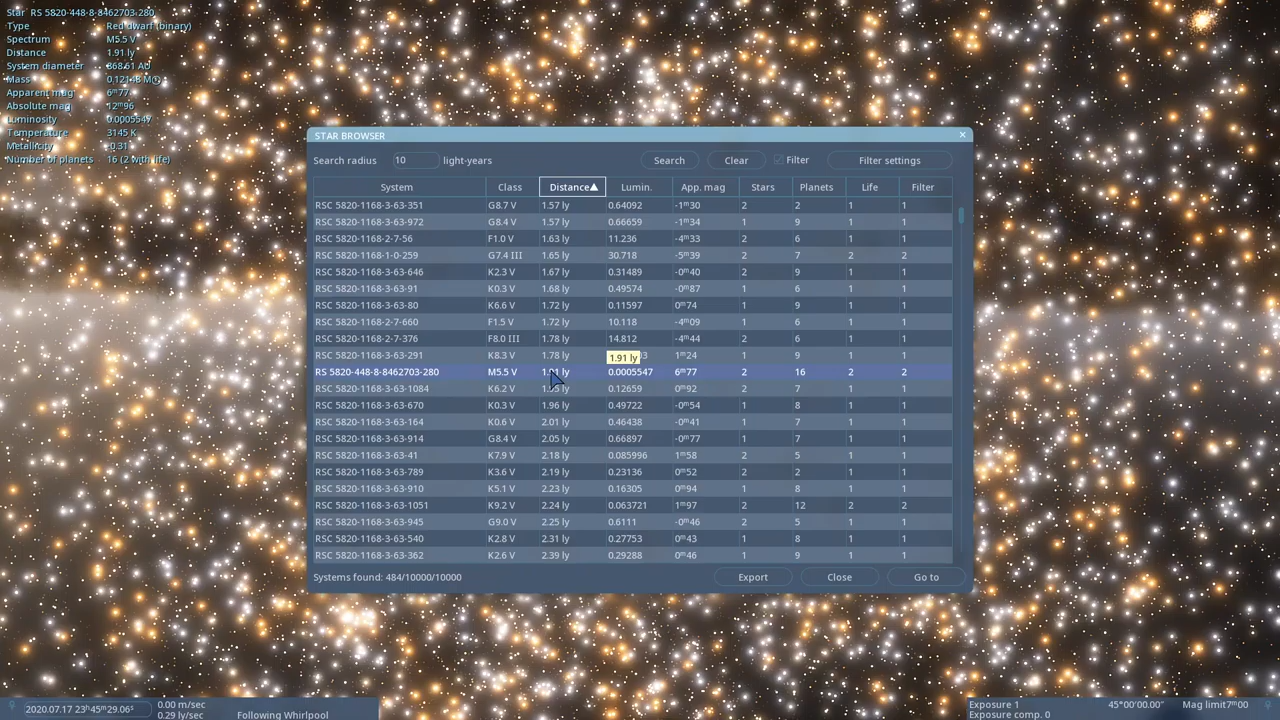 Star RS 5820-448-8-8462703-280
Type Red dwarf (binary)
Spectrum M5.5 V
Distance 1.91 ly
System diameter 368.61 AU
Mass 0.12148 M☉
Apparent mag 6ᵐ77
Absolute mag 12ᵐ96
Luminosity 0.0005547
Temperature 3145 K
Metallicity -0.31
Number of planets 16 (2 with life)
STAR BROWSER ×
Search radius 10 light-years Search Clear Filter Filter settings
System Class Distance▲ Lumin. App. mag Stars Planets Life Filter
RSC 5820-1168-3-63-351 G8.7 V 1.57 ly 0.64092 -1ᵐ30 2 2 1 1
RSC 5820-1168-3-63-972 G8.4 V 1.57 ly 0.66659 -1ᵐ34 1 9 1 1
RSC 5820-1168-2-7-56 F1.0 V 1.63 ly 11.236 -4ᵐ33 2 6 1 1
RSC 5820-1168-1-0-259 G7.4 III 1.65 ly 30.718 -5ᵐ39 2 7 2 2
RSC 5820-1168-3-63-646 K2.3 V 1.67 ly 0.31489 -0ᵐ40 2 9 1 1
RSC 5820-1168-3-63-91 K0.3 V 1.68 ly 0.49574 -0ᵐ87 1 6 1 1
RSC 5820-1168-3-63-80 K6.6 V 1.72 ly 0.11597 0ᵐ74 1 9 1 1
RSC 5820-1168-2-7-660 F1.5 V 1.72 ly 10.118 -4ᵐ09 1 6 1 1
RSC 5820-1168-2-7-376 F8.0 III 1.78 ly 14.812 -4ᵐ44 2 6 1 1
RSC 5820-1168-3-63-291 K8.3 V 1.78 ly 1ᵐ24 1 9 1 1
1.91 ly
RS 5820-448-8-8462703-280 M5.5 V 1.91 ly 0.0005547 6ᵐ77 2 16 2 2
RSC 5820-1168-3-63-1084 K6.2 V 0.12659 0ᵐ92 1 7 1 1
RSC 5820-1168-3-63-670 K0.3 V 1.96 ly 0.49722 -0ᵐ54 1 8 1 1
RSC 5820-1168-3-63-164 K0.6 V 2.01 ly 0.46438 -0ᵐ41 1 7 1 1
RSC 5820-1168-3-63-914 G8.4 V 2.05 ly 0.66897 -0ᵐ77 2 7 1 1
RSC 5820-1168-3-63-41 K7.9 V 2.18 ly 0.085996 1ᵐ58 2 5 1 1
RSC 5820-1168-3-63-789 K3.6 V 2.19 ly 0.23136 0ᵐ52 2 2 1 1
RSC 5820-1168-3-63-910 K5.1 V 2.23 ly 0.16305 0ᵐ94 1 8 1 1
RSC 5820-1168-3-63-1051 K9.2 V 2.24 ly 0.063721 1ᵐ97 2 12 2 2
RSC 5820-1168-3-63-945 G9.0 V 2.25 ly 0.6111 -0ᵐ46 2 5 1 1
RSC 5820-1168-3-63-540 K2.8 V 2.31 ly 0.27753 0ᵐ43 1 8 1 1
RSC 5820-1168-3-63-362 K2.6 V 2.39 ly 0.29288 0ᵐ46 1 9 1 1
Systems found: 484/10000/10000 Export Close Go to
2020.07.17 23ʰ45ᵐ29.06ˢ 0.00 m/sec
0.29 ly/sec Following Whirlpool
Exposure 1 45°00'00.00" Mag limit7ᵐ00
Exposure comp. 0